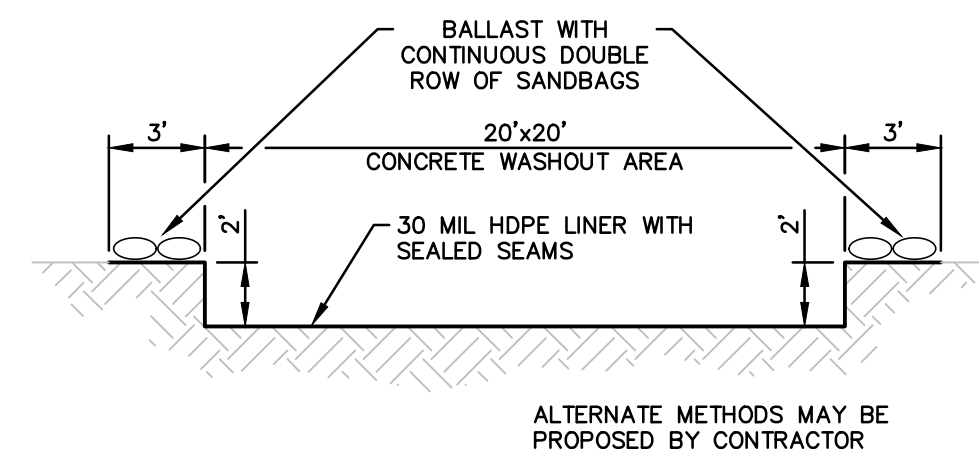 BALLAST WITH
CONTINUOUS DOUBLE
ROW OF SANDBAGS
3'
20'x20'
3'
CONCRETE WASHOUT AREA
2'
30 MIL HDPE LINER WITH
SEALED SEAMS
2'
ALTERNATE METHODS MAY BE
PROPOSED BY CONTRACTOR